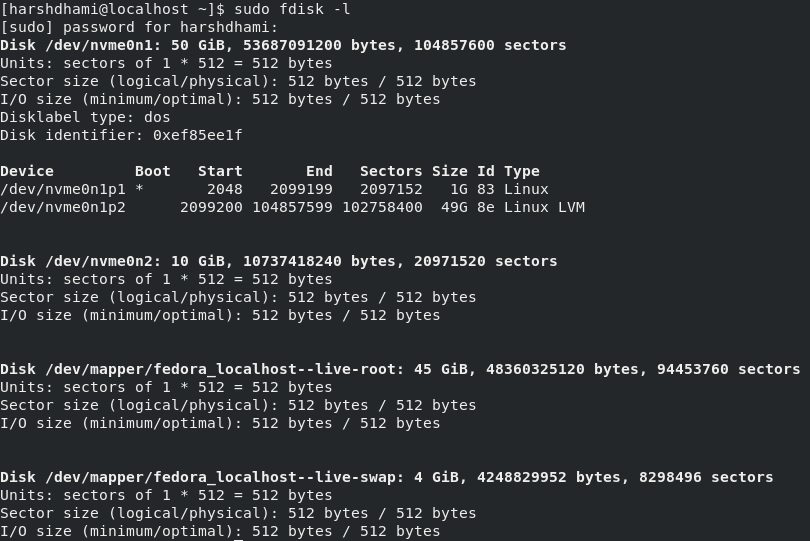 [harshdhami@localhost ~]$ sudo fdisk -l
[sudo] password for harshdhami:
Disk /dev/nvme0n1: 50 GiB, 53687091200 bytes, 104857600 sectors
Units: sectors of 1 * 512 = 512 bytes
Sector size (logical/physical): 512 bytes / 512 bytes
I/O size (minimum/optimal): 512 bytes / 512 bytes
Disklabel type: dos
Disk identifier: 0xef85ee1f
Device         Boot   Start       End   Sectors Size Id Type
/dev/nvme0n1p1 *       2048   2099199   2097152   1G 83 Linux
/dev/nvme0n1p2      2099200 104857599 102758400  49G 8e Linux LVM
Disk /dev/nvme0n2: 10 GiB, 10737418240 bytes, 20971520 sectors
Units: sectors of 1 * 512 = 512 bytes
Sector size (logical/physical): 512 bytes / 512 bytes
I/O size (minimum/optimal): 512 bytes / 512 bytes
Disk /dev/mapper/fedora_localhost--live-root: 45 GiB, 48360325120 bytes, 94453760 sectors
Units: sectors of 1 * 512 = 512 bytes
Sector size (logical/physical): 512 bytes / 512 bytes
I/O size (minimum/optimal): 512 bytes / 512 bytes
Disk /dev/mapper/fedora_localhost--live-swap: 4 GiB, 4248829952 bytes, 8298496 sectors
Units: sectors of 1 * 512 = 512 bytes
Sector size (logical/physical): 512 bytes / 512 bytes
I/O size (minimum/optimal): 512 bytes / 512 bytes